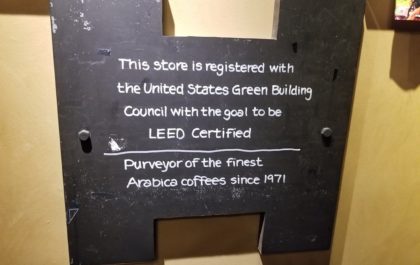 This store is registered with
the United States Green Building
Council with the goal to be
LEED Certified
Purveyor of the finest
Arabica coffees since 1971